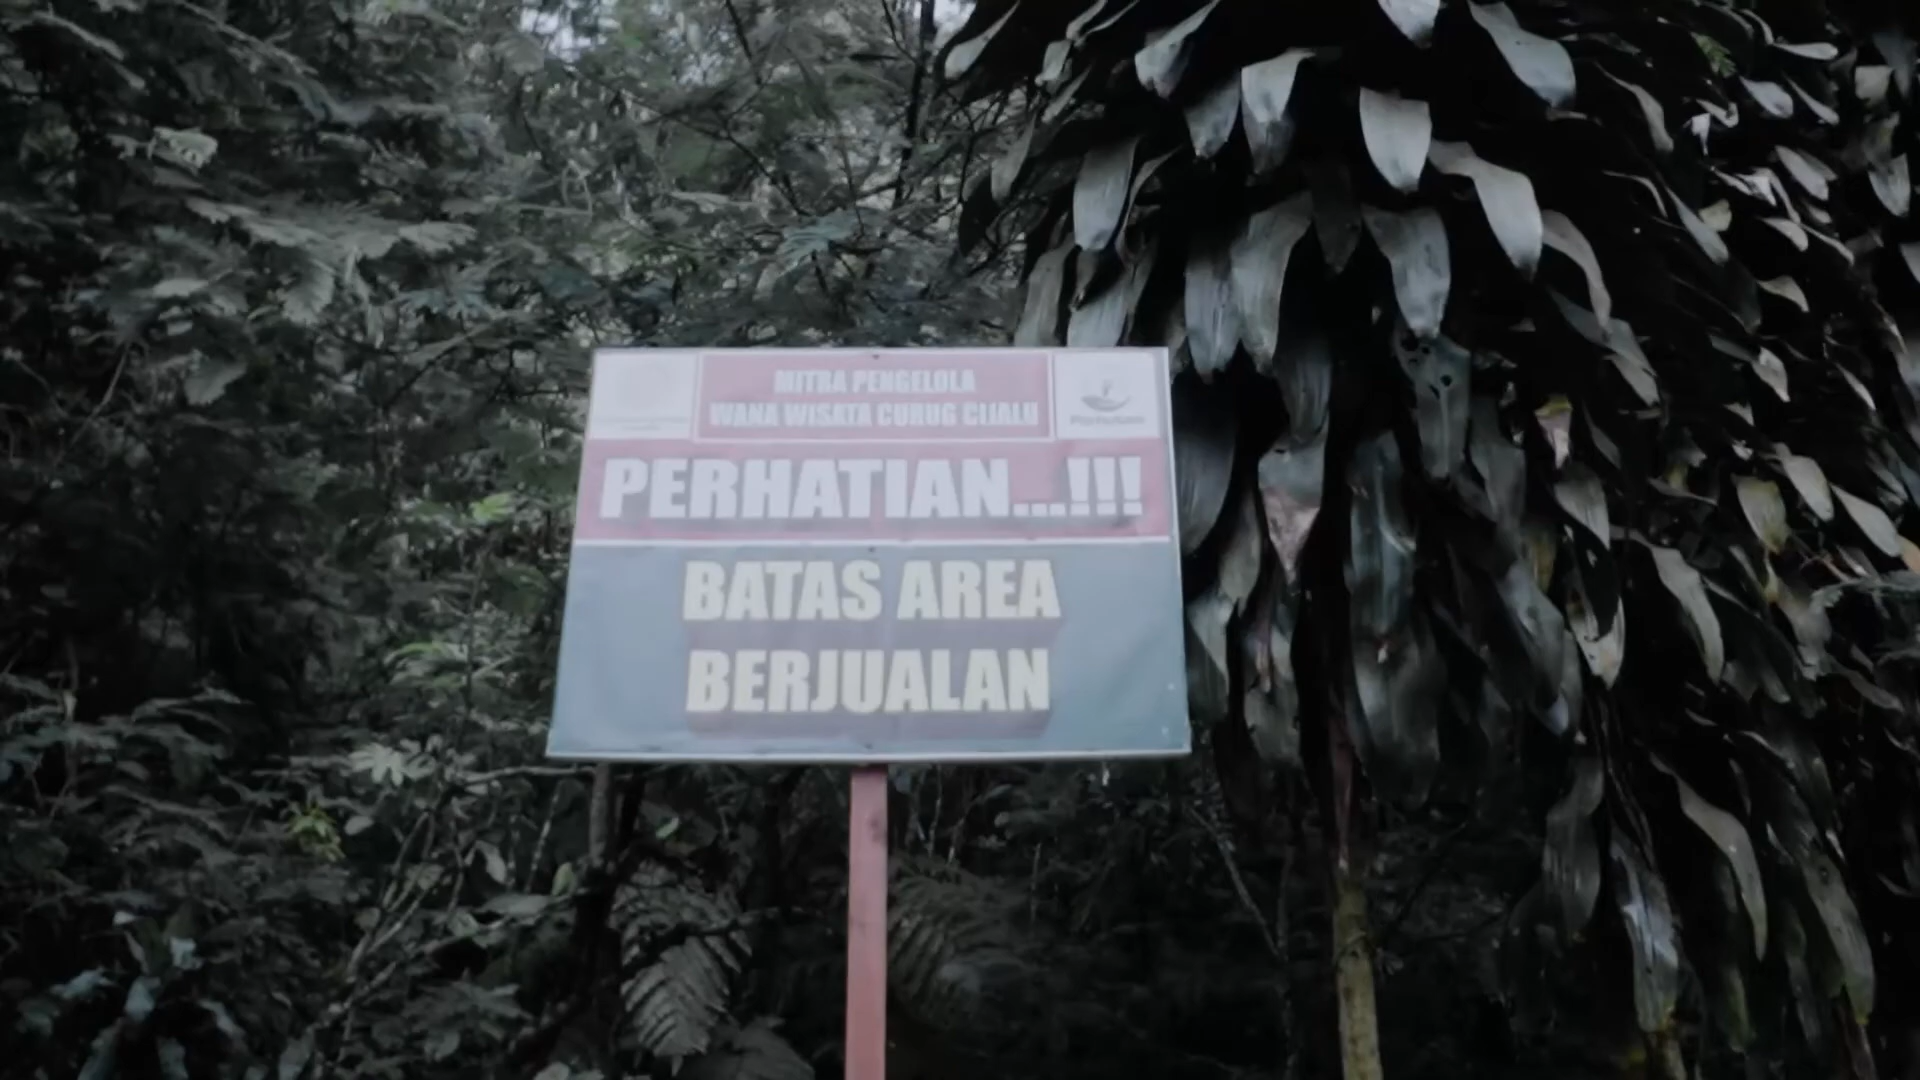 MITRA PENGELOLA
WANA WISATA CURUG CIJALU
PERHATIAN...!!!
BATAS AREA
BERJUALAN